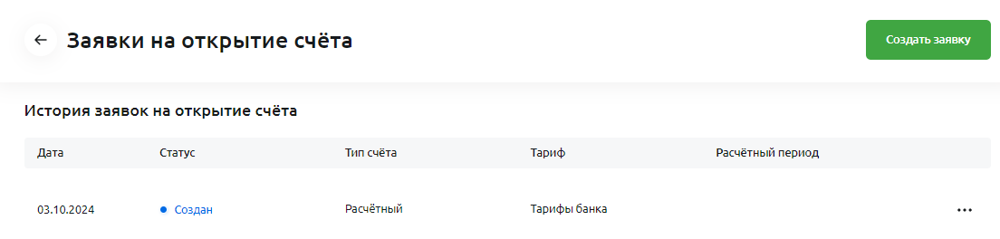 Заявки на открытие счёта
Создать заявку
История заявок на открытие счёта
Дата Статус Тип счёта Тариф Расчётный период
03.10.2024 Создан Расчётный Тарифы банка